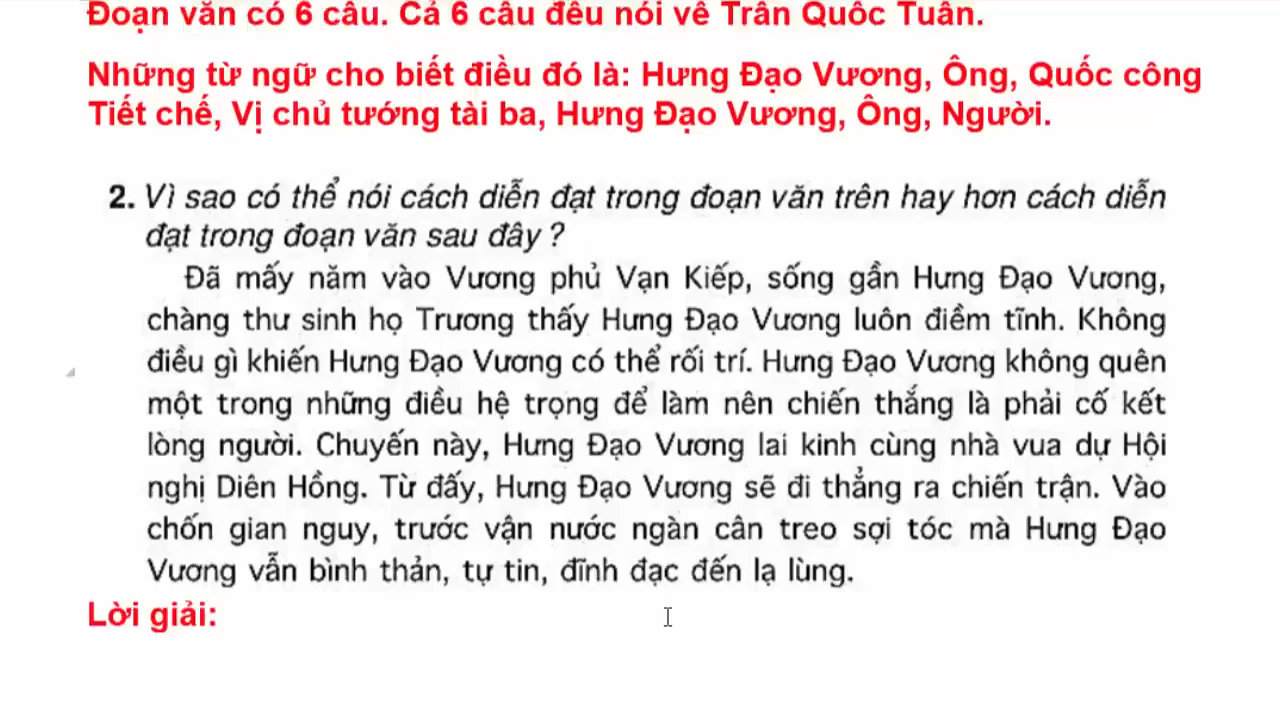 Đoạn văn có 6 câu. Cả 6 câu đều nói về Trần Quốc Tuấn.
Những từ ngữ cho biết điều đó là: Hưng Đạo Vương, Ông, Quốc công
Tiết chế, Vị chủ tướng tài ba, Hưng Đạo Vương, Ông, Người.
2. Vì sao có thể nói cách diễn đạt trong đoạn văn trên hay hơn cách diễn
đạt trong đoạn văn sau đây ?
Đã mấy năm vào Vương phủ Vạn Kiếp, sống gần Hưng Đạo Vương,
chàng thư sinh họ Trương thấy Hưng Đạo Vương luôn điềm tĩnh. Không
điều gì khiến Hưng Đạo Vương có thể rối trí. Hưng Đạo Vương không quên
một trong những điều hệ trọng để làm nên chiến thắng là phải cố kết
lòng người. Chuyến này, Hưng Đạo Vương lai kinh cùng nhà vua dự Hội
nghị Diên Hồng. Từ đấy, Hưng Đạo Vương sẽ đi thẳng ra chiến trận. Vào
chốn gian nguy, trước vận nước ngàn cân treo sợi tóc mà Hưng Đạo
Vương vẫn bình thản, tự tin, đĩnh đạc đến lạ lùng.
Lời giải: